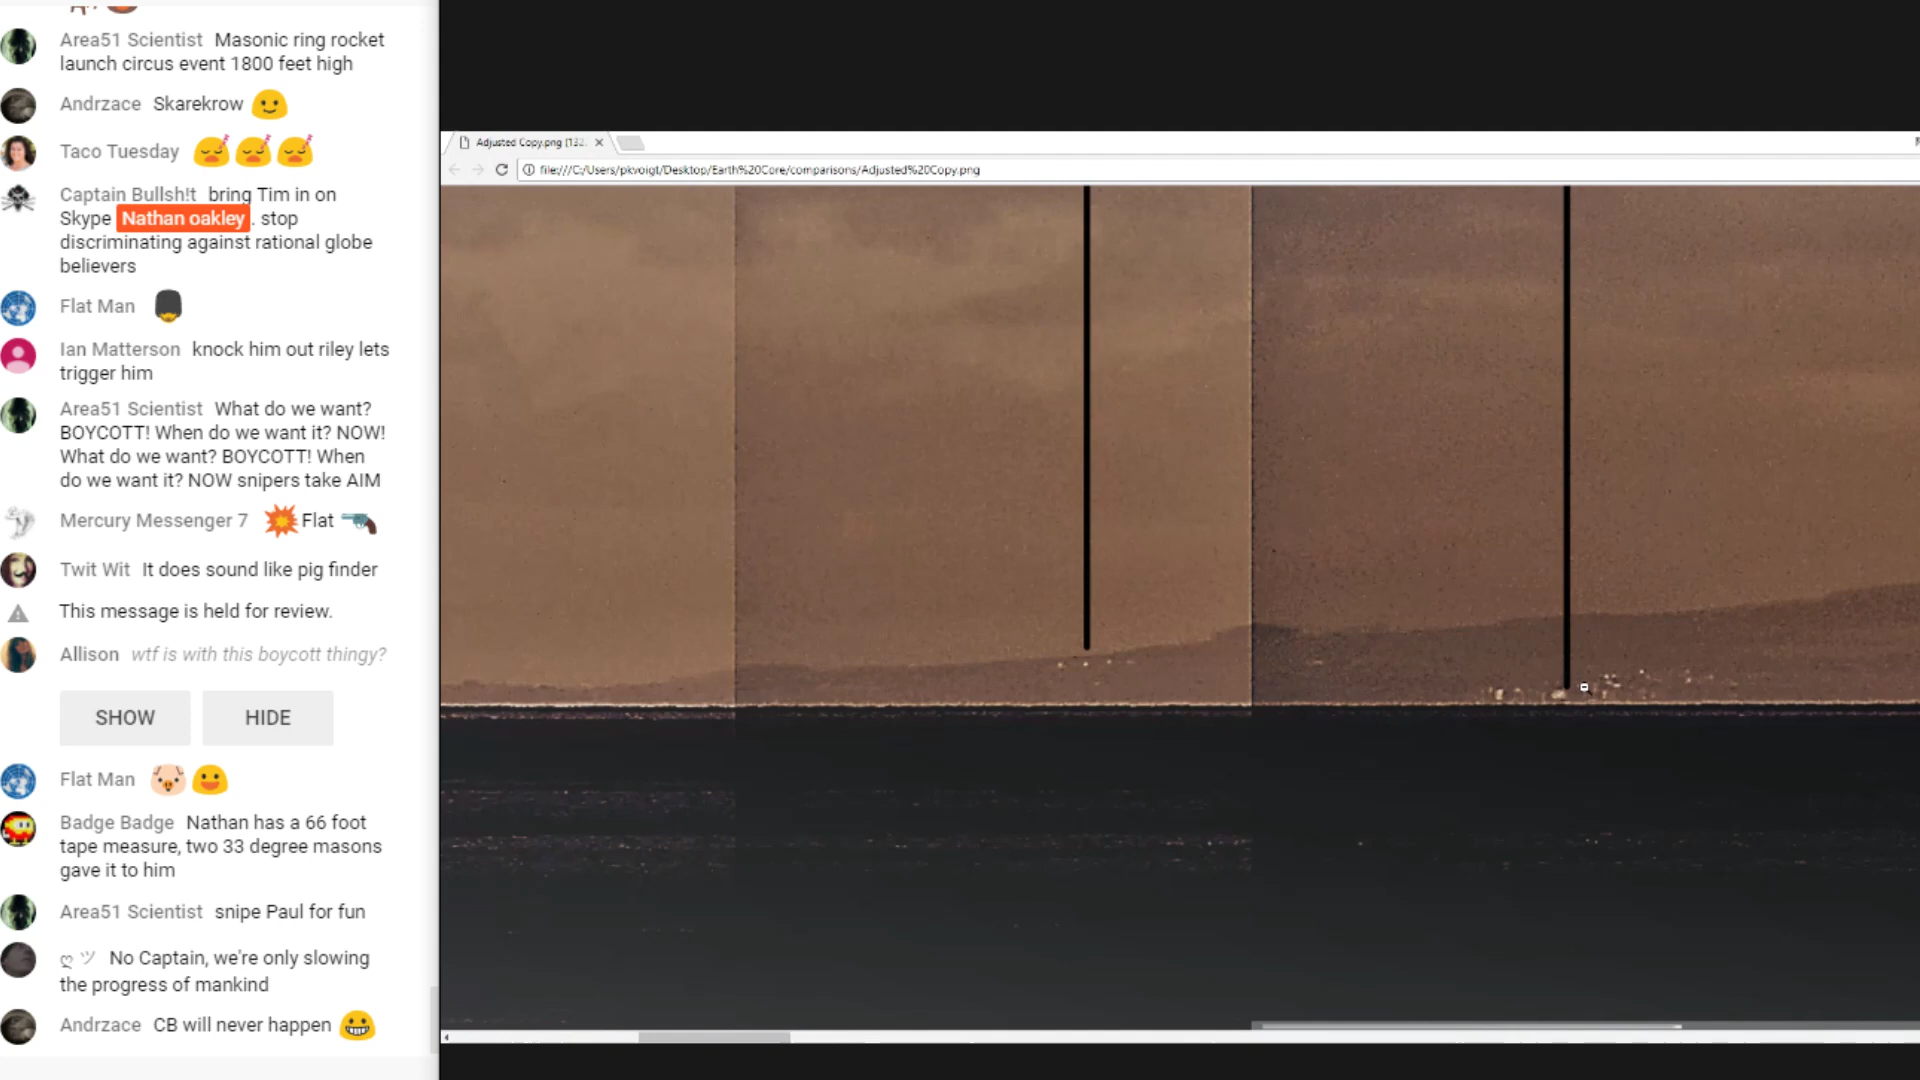 Area51 Scientist Masonic ring rocket
launch circus event 1800 feet high
Andrzace Skarekrow
Taco Tuesday
Captain Bullsh!t bring Tim in on
Skype Nathan oakley . stop
discriminating against rational globe
believers
Flat Man
Ian Matterson knock him out riley lets
trigger him
Area51 Scientist What do we want?
BOYCOTT! When do we want it? NOW!
What do we want? BOYCOTT! When
do we want it? NOW snipers take AIM
Mercury Messenger 7 Flat
Twit Wit It does sound like pig finder
This message is held for review.
Allison wtf is with this boycott thingy?
SHOW HIDE
Flat Man
Badge Badge Nathan has a 66 foot
tape measure, two 33 degree masons
gave it to him
Area51 Scientist snipe Paul for fun
ღ ツ No Captain, we're only slowing
the progress of mankind
Andrzace CB will never happen
Adjusted Copy.png (132.
file:///C:/Users/pkvoigt/Desktop/Earth%20Core/comparisons/Adjusted%20Copy.png